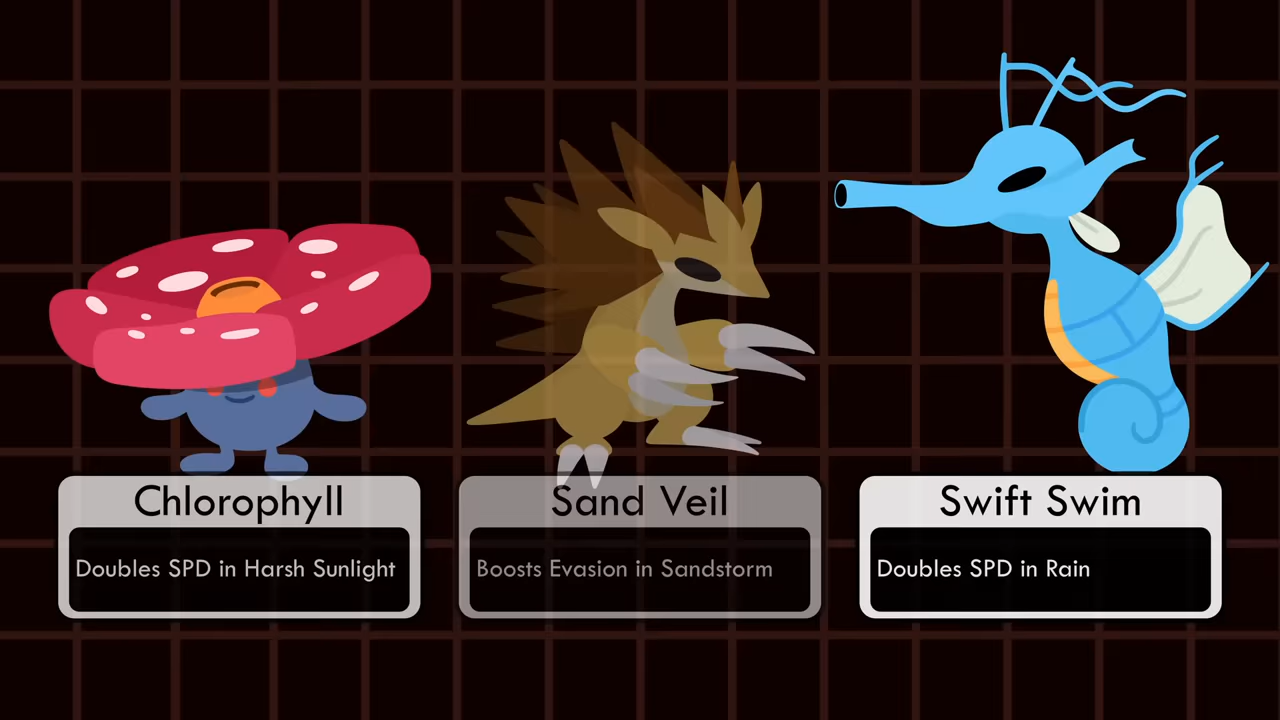 Chlorophyll
Doubles SPD in Harsh Sunlight
Sand Veil
Boosts Evasion in Sandstorm
Swift Swim
Doubles SPD in Rain